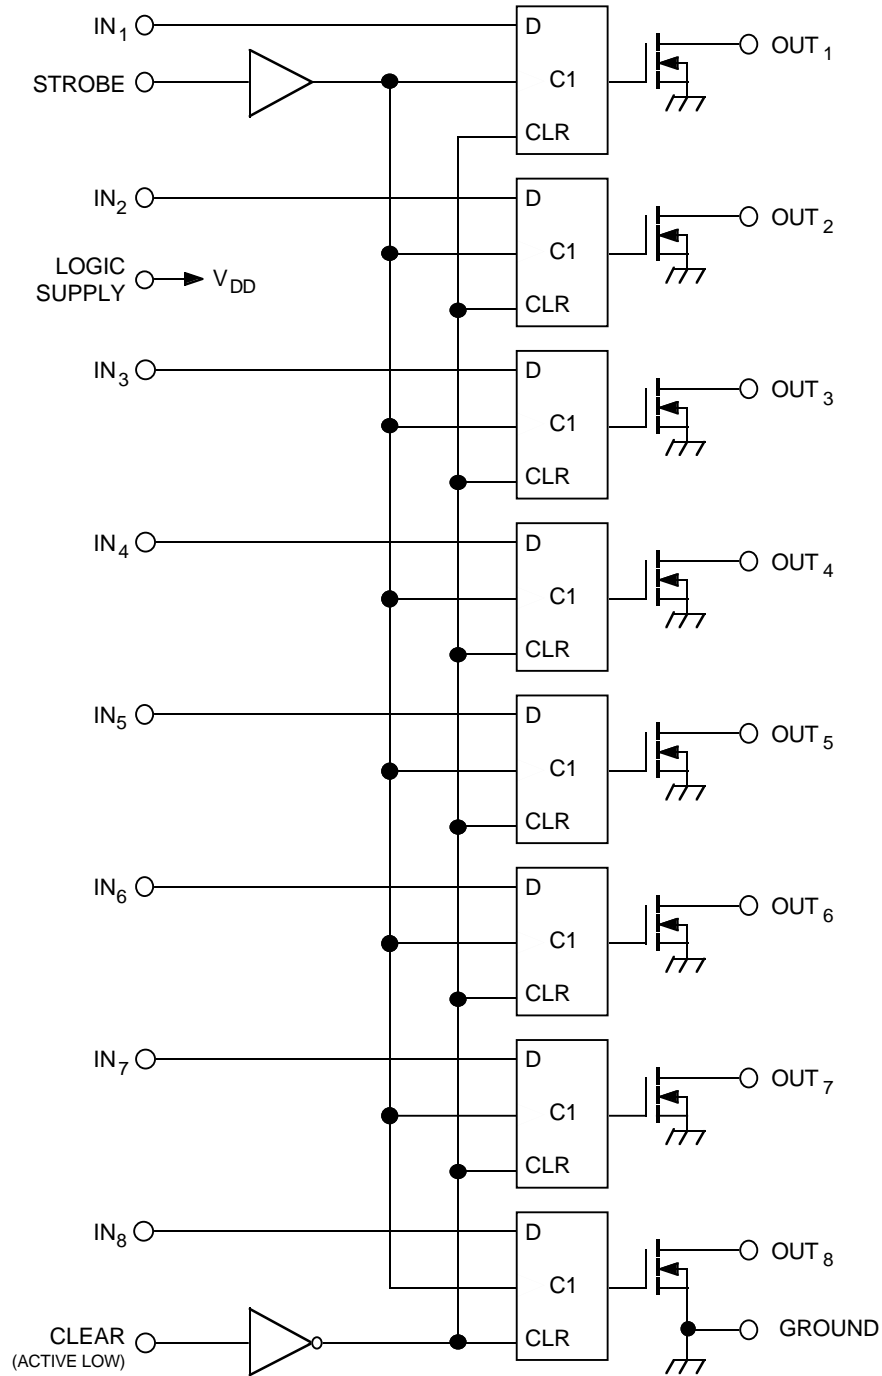 IN1
D
OUT1
STROBE
C1
CLR
IN2
D
OUT2
C1
LOGIC
SUPPLY
VDD
CLR
IN3
D
OUT3
C1
CLR
IN4
D
OUT4
C1
CLR
IN5
D
OUT5
C1
CLR
IN6
D
OUT6
C1
CLR
IN7
D
OUT7
C1
CLR
IN8
D
OUT8
C1
CLEAR
(ACTIVE LOW)
CLR
GROUND